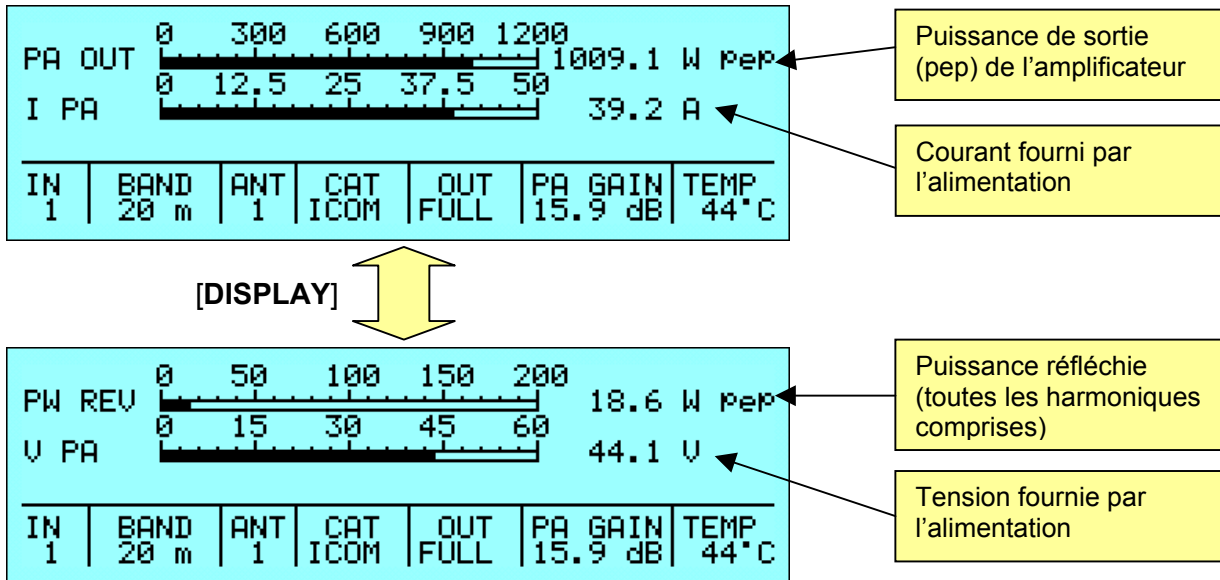 0 300 600 900 1200
PA OUT 1009.1 W pep
0 12.5 25 37.5 50
I PA 39.2 A
IN BAND ANT CAT OUT PA GAIN TEMP
1 20 m 1 ICOM FULL 15.9 dB 44°C
Puissance de sortie
(pep) de l’amplificateur
Courant fourni par
l’alimentation
[DISPLAY]
0 50 100 150 200
PW REV 18.6 W pep
0 15 30 45 60
V PA 44.1 V
IN BAND ANT CAT OUT PA GAIN TEMP
1 20 m 1 ICOM FULL 15.9 dB 44°C
Puissance réfléchie
(toutes les harmoniques
comprises)
Tension fournie par
l’alimentation